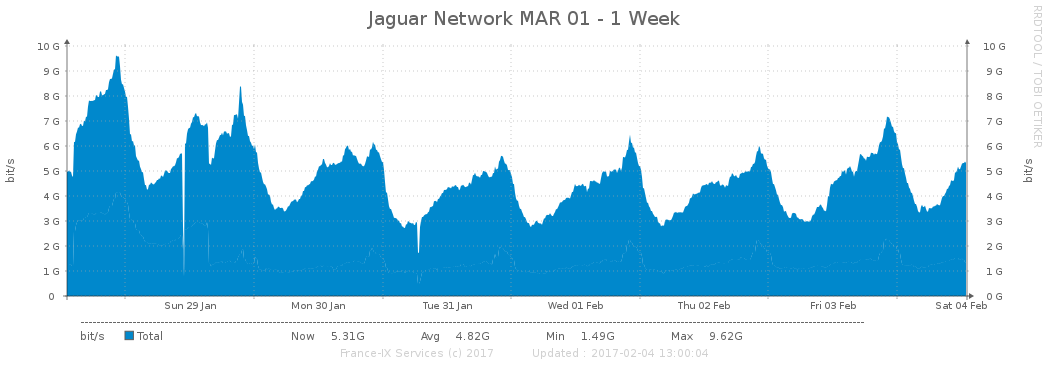 Jaguar Network MAR 01 - 1 Week
RRDTOOL / TOBI OETIKER
bit/s
bit/s
10 G 10 G
9 G 9 G
8 G 8 G
7 G 7 G
6 G 6 G
5 G 5 G
4 G 4 G
3 G 3 G
2 G 2 G
1 G 1 G
0 0 G
Sun 29 Jan Mon 30 Jan Tue 31 Jan Wed 01 Feb Thu 02 Feb Fri 03 Feb Sat 04 Feb
bit/s Total Now 5.31G Avg 4.82G Min 1.49G Max 9.62G
France-IX Services (c) 2017 Updated : 2017-02-04 13:00:04